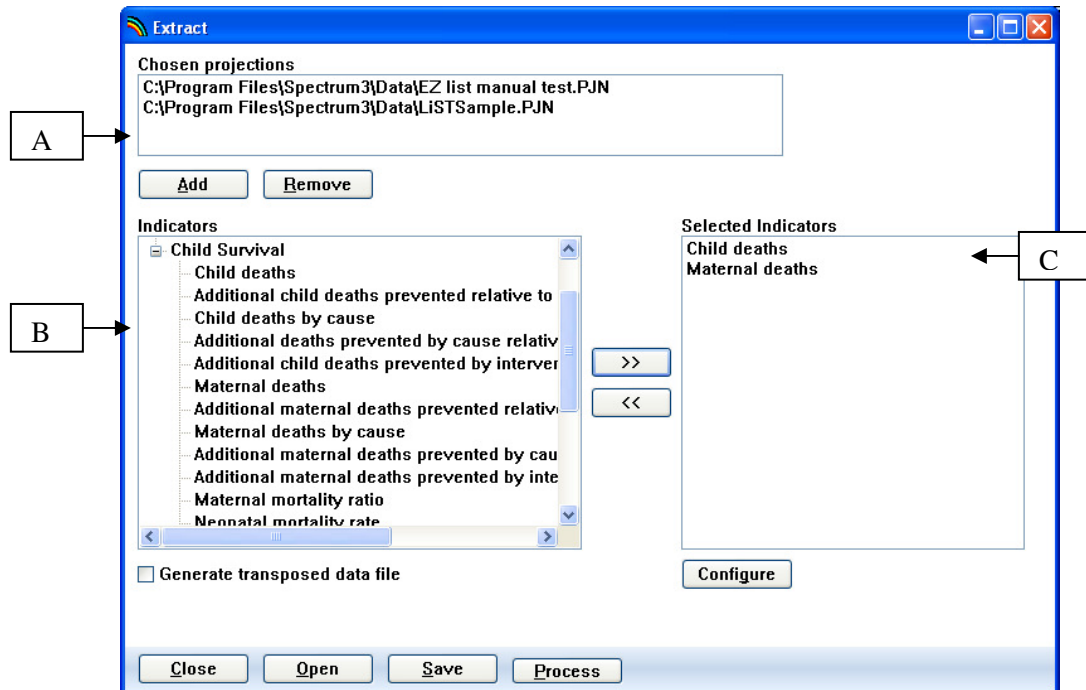 Extract
Chosen projections
C:\Program Files\Spectrum3\Data\EZ list manual test.PJN
C:\Program Files\Spectrum3\Data\LiSTSample.PJN
A
Add Remove
Indicators
Child Survival
Child deaths
Additional child deaths prevented relative to
Child deaths by cause
Additional deaths prevented by cause relativ
Additional child deaths prevented by interver
Maternal deaths
Additional maternal deaths prevented relativ
Maternal deaths by cause
Additional maternal deaths prevented by cau
Additional maternal deaths prevented by inte
Maternal mortality ratio
Neonatal mortality rate
B
>>
<<
Selected Indicators
Child deaths
Maternal deaths
C
Generate transposed data file
Configure
Close Open Save Process